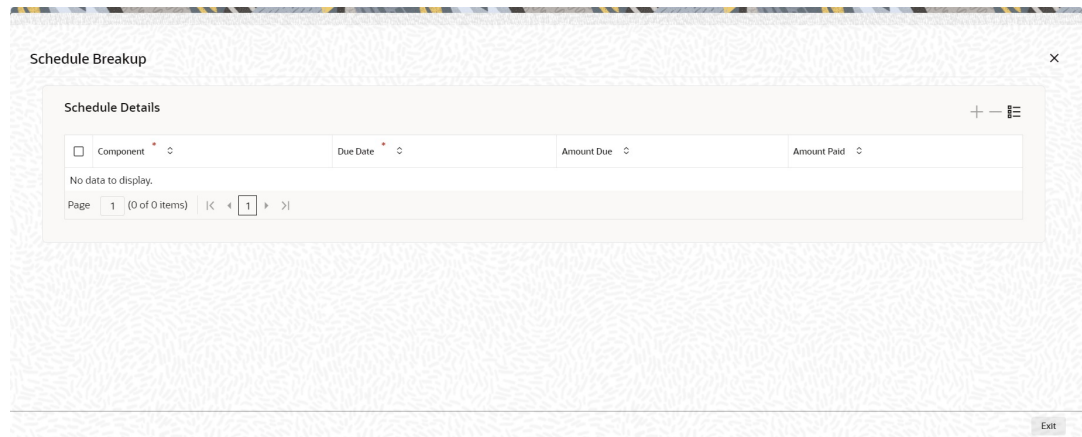 Schedule Breakup
Schedule Details
Component * Due Date * Amount Due Amount Paid
No data to display.
Page 1 (0 of 0 items) 1
Exit